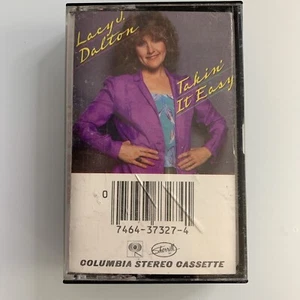 Lacy J.
Dalton
Takin'
It Easy
0
7464-37327-4
COLUMBIA STEREO CASSETTE